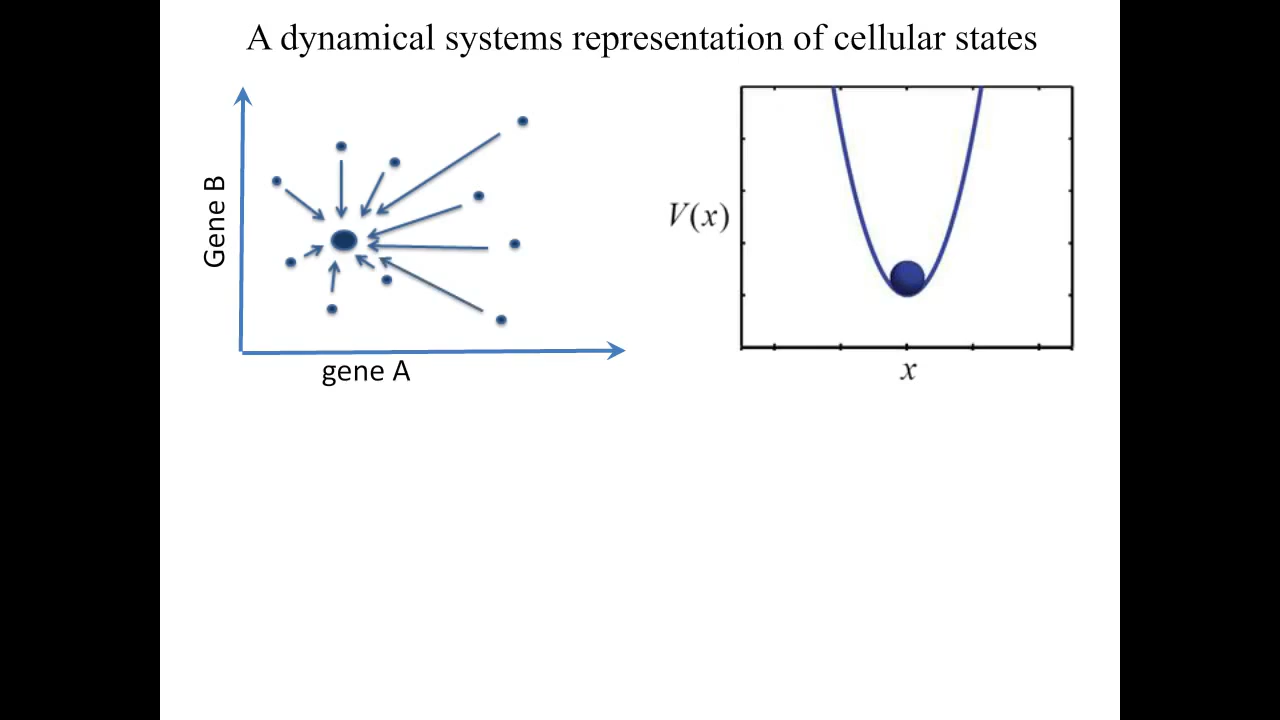 A dynamical systems representation of cellular states
Gene B
gene A
V(x)
x